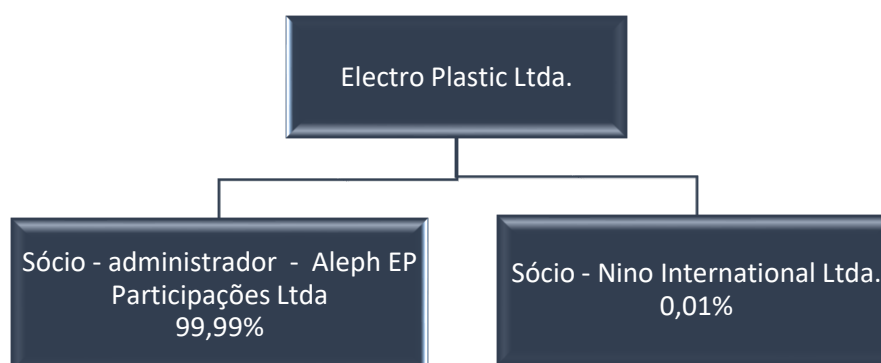 Electro Plastic Ltda.
Sócio - administrador - Aleph EP
Participações Ltda
99,99%
Sócio - Nino International Ltda.
0,01%